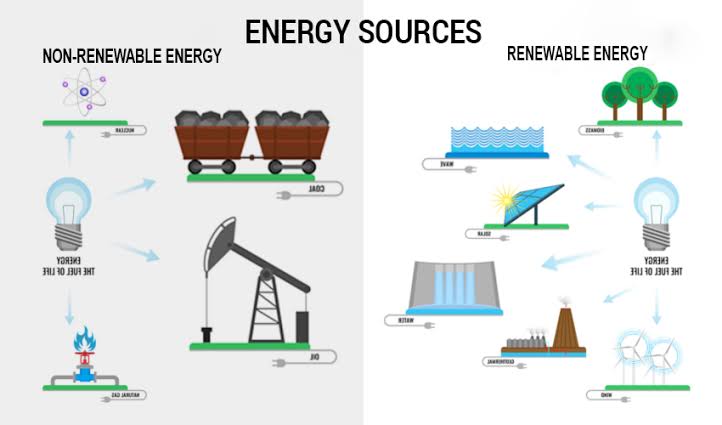 ENERGY SOURCES
NON-RENEWABLE ENERGY
NUCLEAR
COAL
ENERGY
THE FUEL OF LIFE
OIL
NATURAL GAS
RENEWABLE ENERGY
BIOMASS
WAVE
SOLAR
ENERGY
THE FUEL OF LIFE
WATER
GEOTHERMAL
WIND